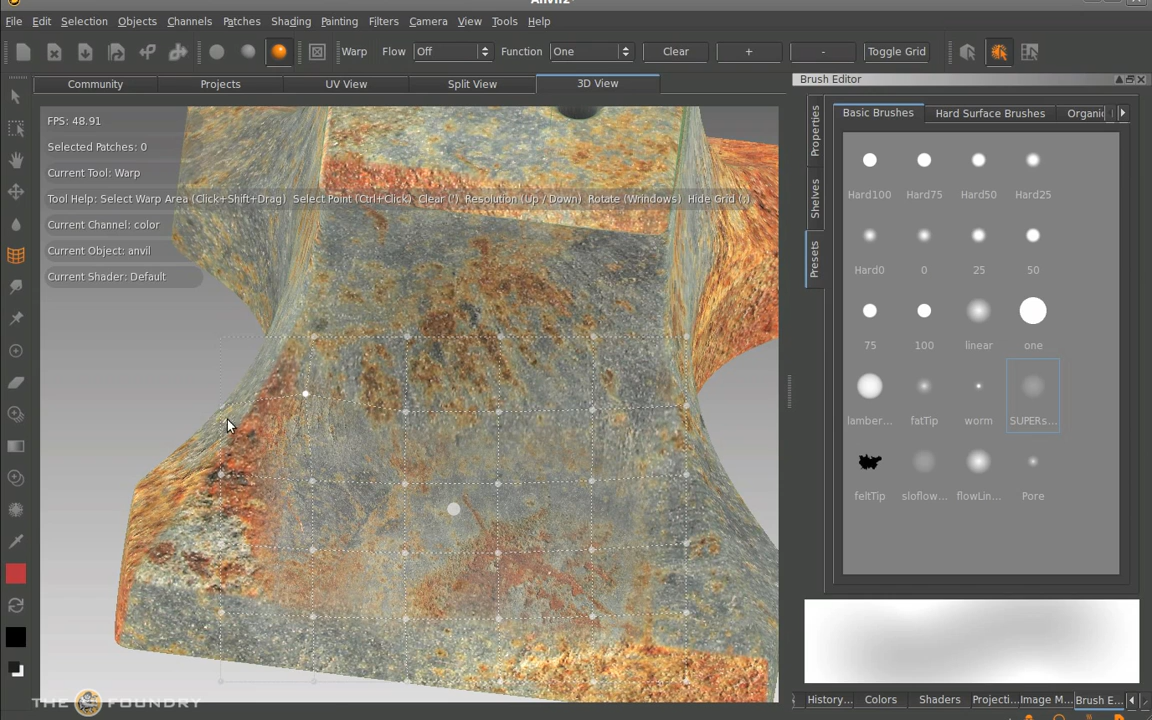 Anvil2*
File Edit Selection Objects Channels Patches Shading Painting Filters Camera View Tools Help
Warp Flow Off Function One Clear + - Toggle Grid
Community Projects UV View Split View 3D View
Brush Editor
Properties
Shelves
Presets
Basic Brushes Hard Surface Brushes Organic
FPS: 48.91
Selected Patches: 0
Current Tool: Warp
Tool Help: Select Warp Area (Click+Shift+Drag) Select Point (Ctrl+Click) Clear (') Resolution (Up / Down) Rotate (Wrindows) Hide Grid (;)
Current Channel: color
Current Object: anvil
Current Shader: Default
Hard100 Hard75 Hard50 Hard25
Hard0 0 25 50
75 100 linear one
lamber... fatTip worm SUPERs...
feltTip sloflow... flowLin... Pore
THE FOUNDRY
History... Colors Shaders Projecti... Image M... Brush E...